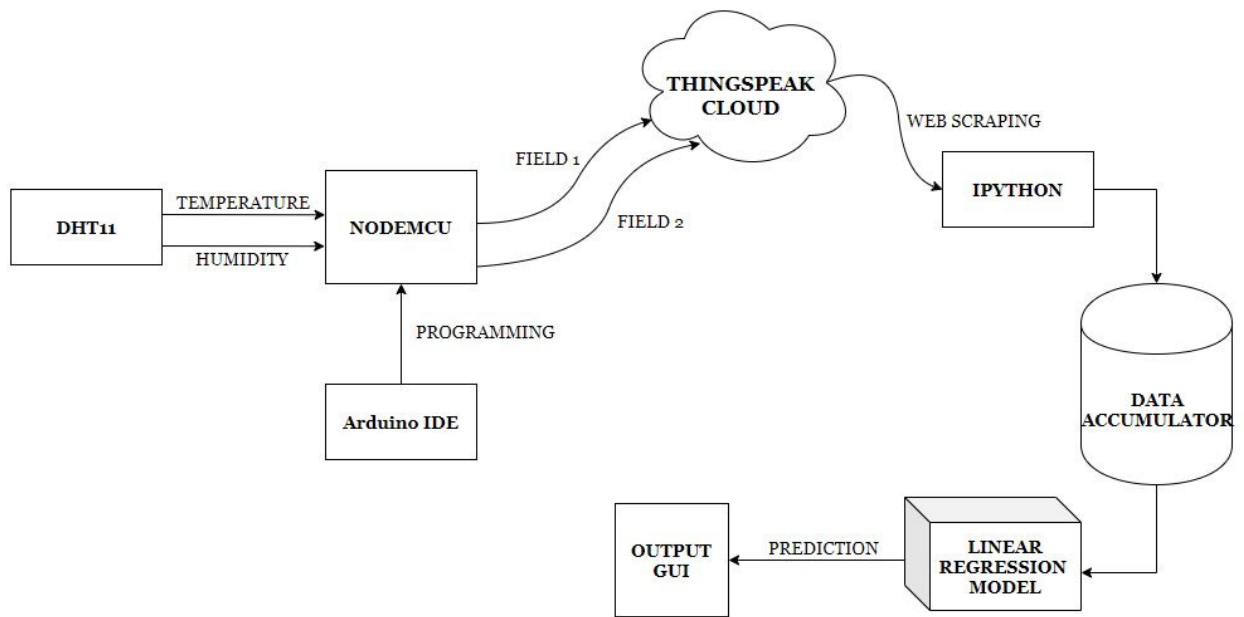 THINGSPEAK
CLOUD
WEB SCRAPING
FIELD 1
IPYTHON
TEMPERATURE
DHT11
NODEMCU
FIELD 2
HUMIDITY
PROGRAMMING
Arduino IDE
DATA
ACCUMULATOR
OUTPUT
GUI
PREDICTION
LINEAR
REGRESSION
MODEL